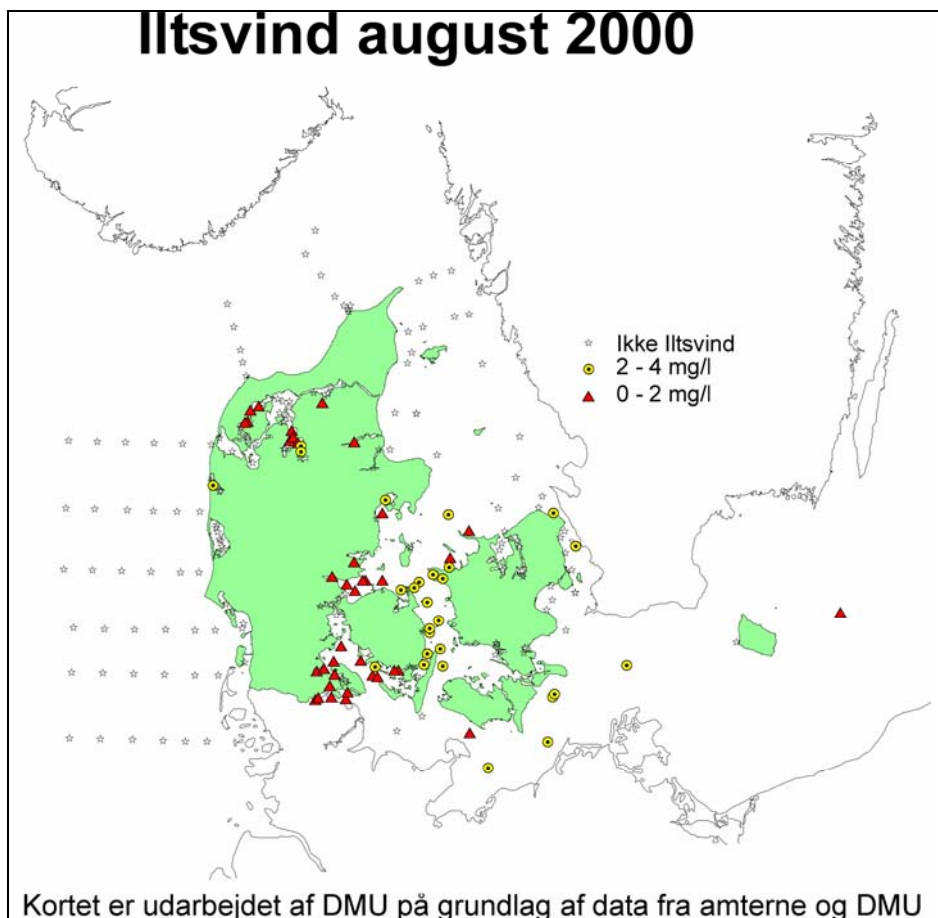 Iltsvind august 2000
Ikke Iltsvind
2 - 4 mg/l
0 - 2 mg/l
Kortet er udarbejdet af DMU på grundlag af data fra amterne og DMU